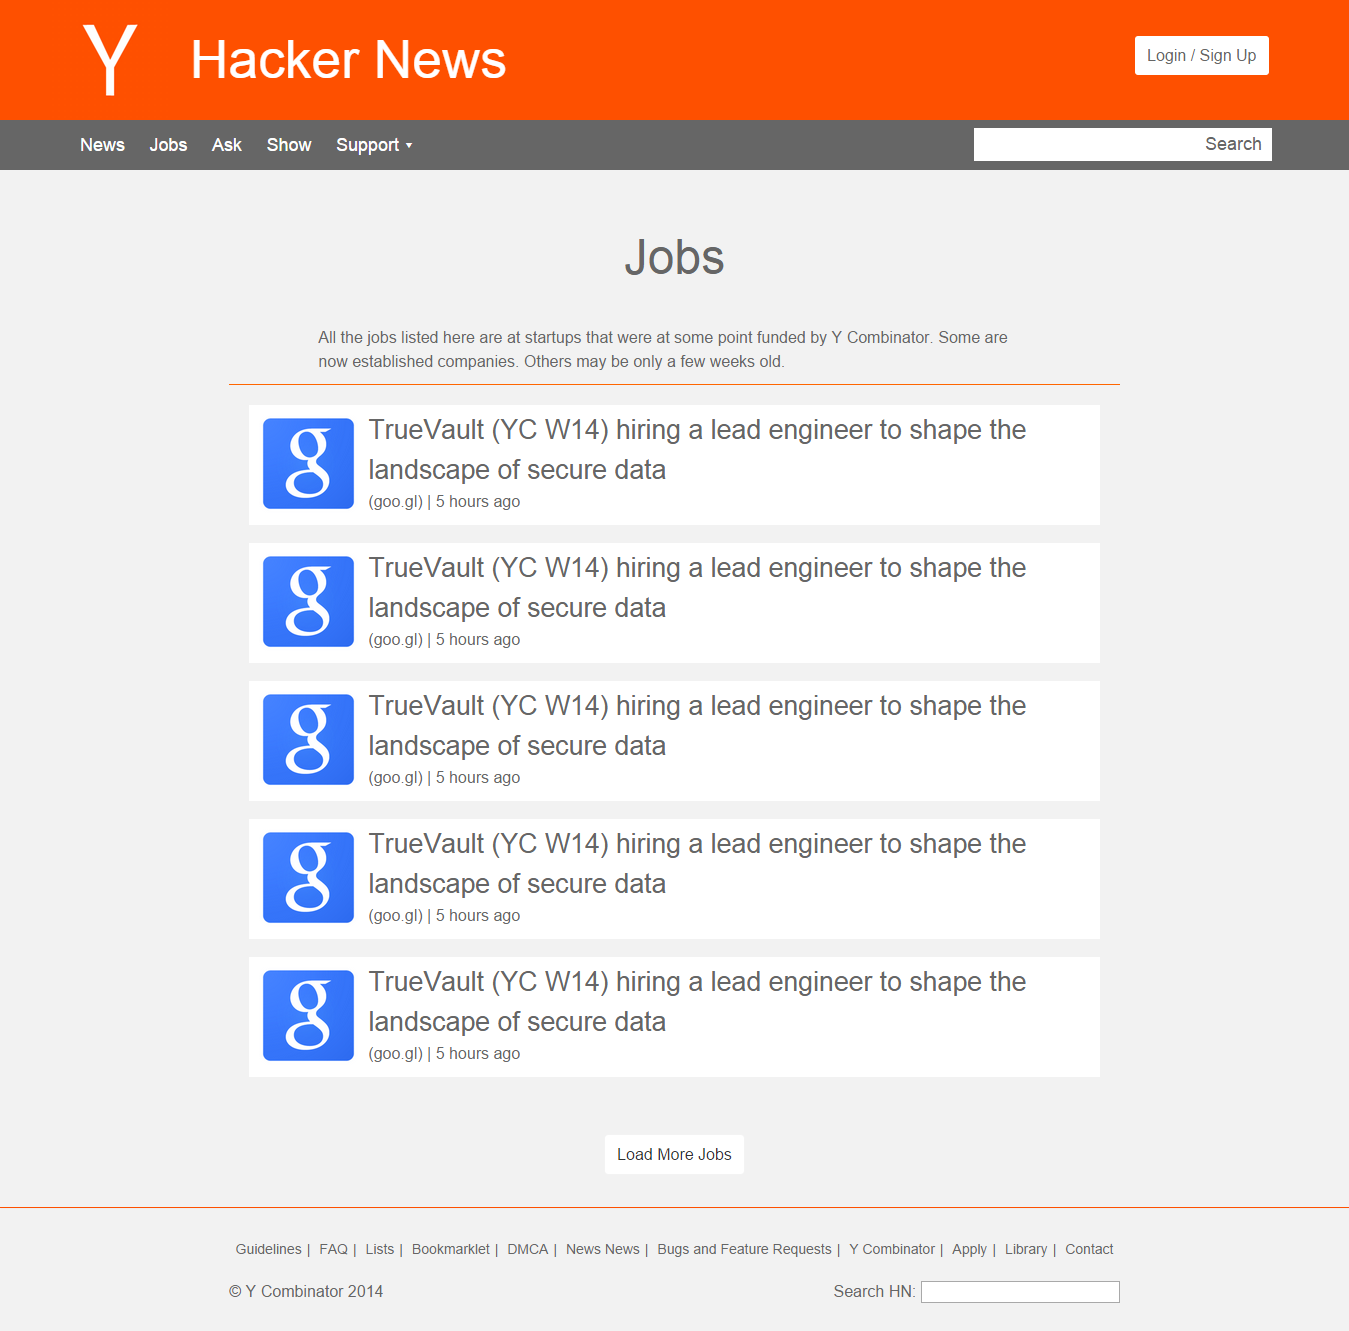 Y Hacker News
Login / Sign Up
News Jobs Ask Show Support
Search
Jobs
All the jobs listed here are at startups that were at some point funded by Y Combinator. Some are
now established companies. Others may be only a few weeks old.
g
TrueVault (YC W14) hiring a lead engineer to shape the
landscape of secure data
(goo.gl) | 5 hours ago
g
TrueVault (YC W14) hiring a lead engineer to shape the
landscape of secure data
(goo.gl) | 5 hours ago
g
TrueVault (YC W14) hiring a lead engineer to shape the
landscape of secure data
(goo.gl) | 5 hours ago
g
TrueVault (YC W14) hiring a lead engineer to shape the
landscape of secure data
(goo.gl) | 5 hours ago
g
TrueVault (YC W14) hiring a lead engineer to shape the
landscape of secure data
(goo.gl) | 5 hours ago
Load More Jobs
Guidelines | FAQ | Lists | Bookmarklet | DMCA | News News | Bugs and Feature Requests | Y Combinator | Apply | Library | Contact
© Y Combinator 2014
Search HN: